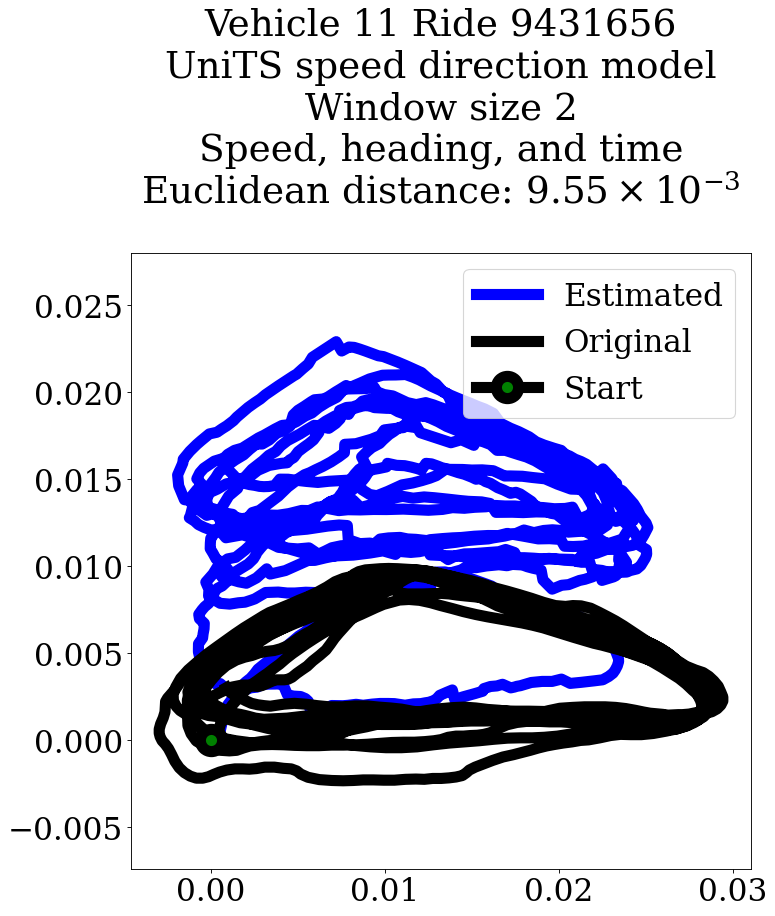 Vehicle 11 Ride 9431656
UniTS speed direction model
Window size 2
Speed, heading, and time
Euclidean distance: 9.55 × 10⁻³
Estimated
Original
Start
0.025
0.020
0.015
0.010
0.005
0.000
−0.005
0.00 0.01 0.02 0.03